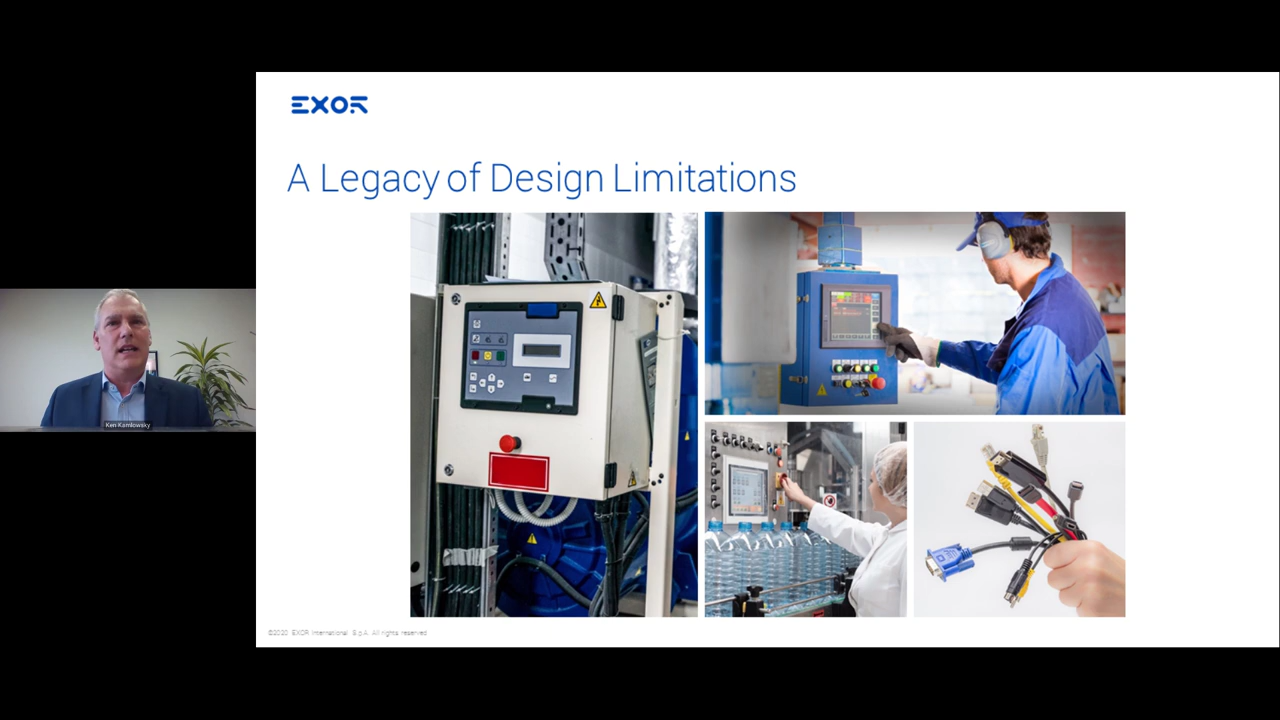 EXOR
A Legacy of Design Limitations
Ken Kamlowsky
©2020 EXOR International S.p.A. All rights reserved